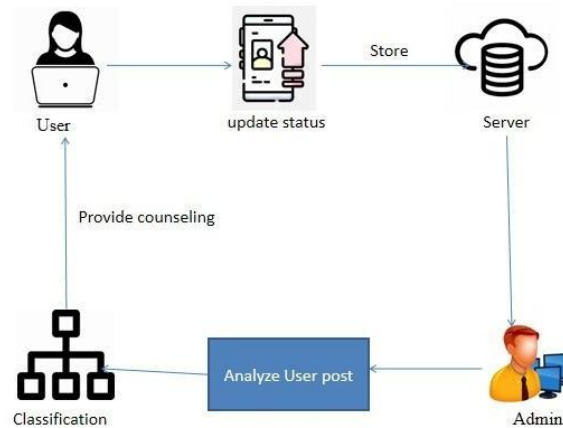 Store
User
update status
Server
Provide counseling
Analyze User post
Classification
Admin